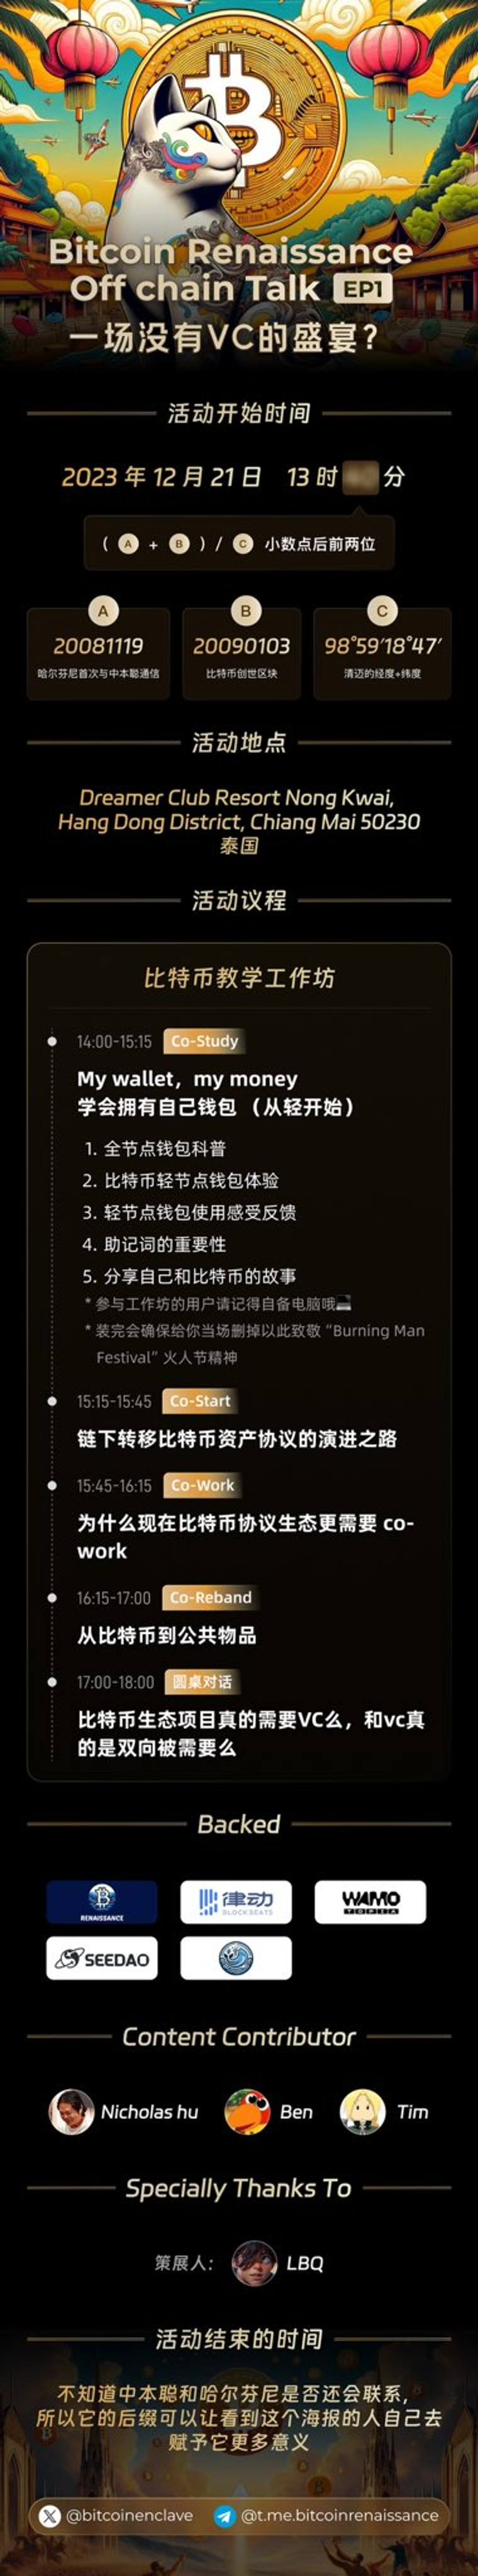 Bitcoin Renaissance
Off chain Talk EP1
一场没有VC的盛宴?
活动开始时间
2023 年 12 月 21 日 13 时 分
( A + B ) / C 小数点后前两位
A
20081119
哈尔芬尼首次与中本聪通信
B
20090103
比特币创世区块
C
98°59′18°47′
清迈的经度+纬度
活动地点
Dreamer Club Resort Nong Kwai,
Hang Dong District, Chiang Mai 50230
泰国
活动议程
比特币教学工作坊
14:00-15:15 Co-Study
My wallet，my money
学会拥有自己钱包 （从轻开始）
1. 全节点钱包科普
2. 比特币轻节点钱包体验
3. 轻节点钱包使用感受反馈
4. 助记词的重要性
5. 分享自己和比特币的故事
* 参与工作坊的用户请记得自备电脑哦
* 装完会确保给你当场删掉以此致敬 “Burning Man
Festival” 火人节精神
15:15-15:45 Co-Start
链下转移比特币资产协议的演进之路
15:45-16:15 Co-Work
为什么现在比特币协议生态更需要 co-
work
16:15-17:00 Co-Reband
从比特币到公共物品
17:00-18:00 圆桌对话
比特币生态项目真的需要VC么，和vc真
的是双向被需要么
Backed
RENAISSANCE
律动
BLOCKBEATS
WAMO
TOPIA
SEEDAO
Content Contributor
Nicholas hu
Ben
Tim
Specially Thanks To
策展人: LBQ
活动结束的时间
不知道中本聪和哈尔芬尼是否还会联系，
所以它的后缀可以让看到这个海报的人自己去
赋予它更多意义
@bitcoinenclave @t.me.bitcoinrenaissance